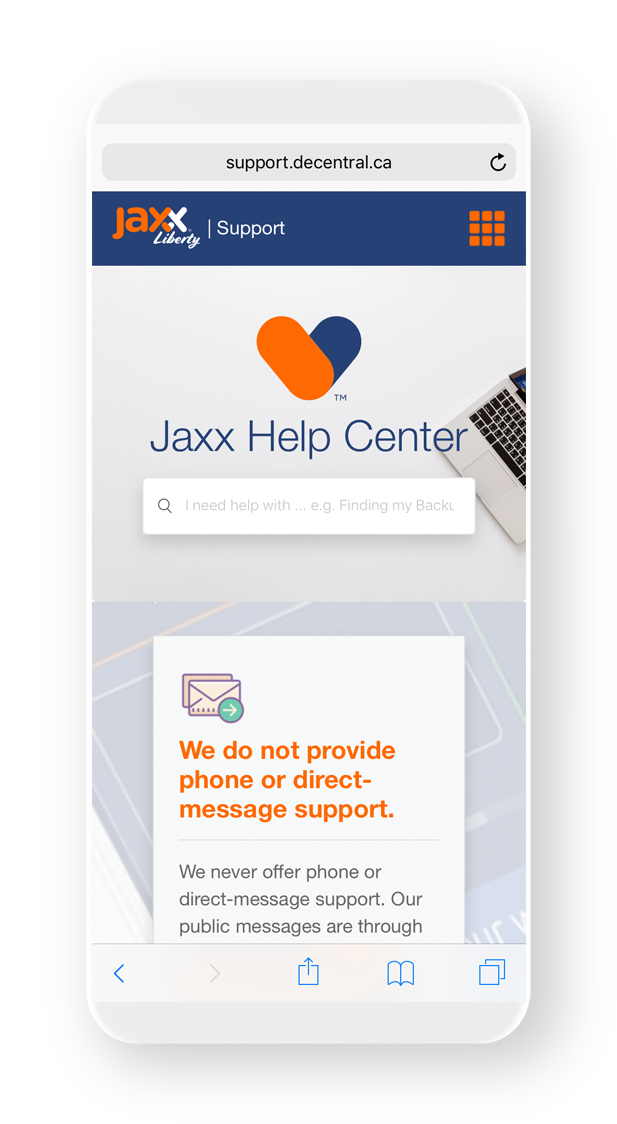 support.decentral.ca
jaxx Liberty | Support
TM
Jaxx Help Center
I need help with ... e.g. Finding my Backu
We do not provide
phone or direct-
message support.
We never offer phone or
direct-message support. Our
public messages are through